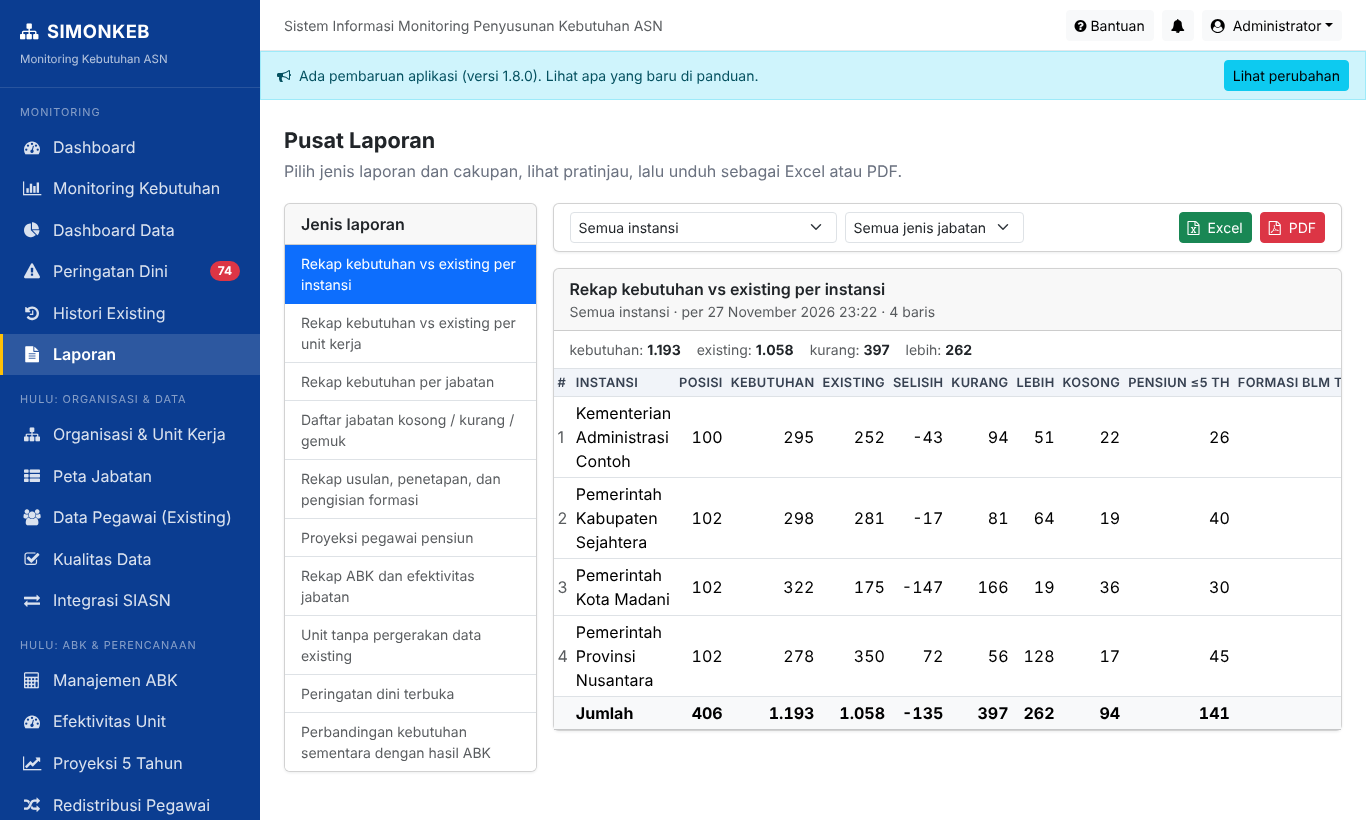 SIMONKEB
Monitoring Kebutuhan ASN
MONITORING
Dashboard
Monitoring Kebutuhan
Dashboard Data
Peringatan Dini 74
Histori Existing
Laporan
HULU: ORGANISASI & DATA
Organisasi & Unit Kerja
Peta Jabatan
Data Pegawai (Existing)
Kualitas Data
Integrasi SIASN
HULU: ABK & PERENCANAAN
Manajemen ABK
Efektivitas Unit
Proyeksi 5 Tahun
Redistribusi Pegawai
Sistem Informasi Monitoring Penyusunan Kebutuhan ASN
Bantuan
Administrator
Ada pembaruan aplikasi (versi 1.8.0). Lihat apa yang baru di panduan.
Lihat perubahan
Pusat Laporan
Pilih jenis laporan dan cakupan, lihat pratinjau, lalu unduh sebagai Excel atau PDF.
Jenis laporan
Rekap kebutuhan vs existing per
instansi
Rekap kebutuhan vs existing per
unit kerja
Rekap kebutuhan per jabatan
Daftar jabatan kosong / kurang /
gemuk
Rekap usulan, penetapan, dan
pengisian formasi
Proyeksi pegawai pensiun
Rekap ABK dan efektivitas
jabatan
Unit tanpa pergerakan data
existing
Peringatan dini terbuka
Perbandingan kebutuhan
sementara dengan hasil ABK
Semua instansi
Semua jenis jabatan
Excel
PDF
Rekap kebutuhan vs existing per instansi
Semua instansi · per 27 November 2026 23:22 · 4 baris
kebutuhan: 1.193 existing: 1.058 kurang: 397 lebih: 262
# INSTANSI POSISI KEBUTUHAN EXISTING SELISIH KURANG LEBIH KOSONG PENSIUN ≤5 TH FORMASI BLM T
Kementerian
1 Administrasi 100 295 252 -43 94 51 22 26
Contoh
Pemerintah
2 Kabupaten 102 298 281 -17 81 64 19 40
Sejahtera
Pemerintah
3 Kota Madani 102 322 175 -147 166 19 36 30
Pemerintah
4 Provinsi 102 278 350 72 56 128 17 45
Nusantara
Jumlah 406 1.193 1.058 -135 397 262 94 141